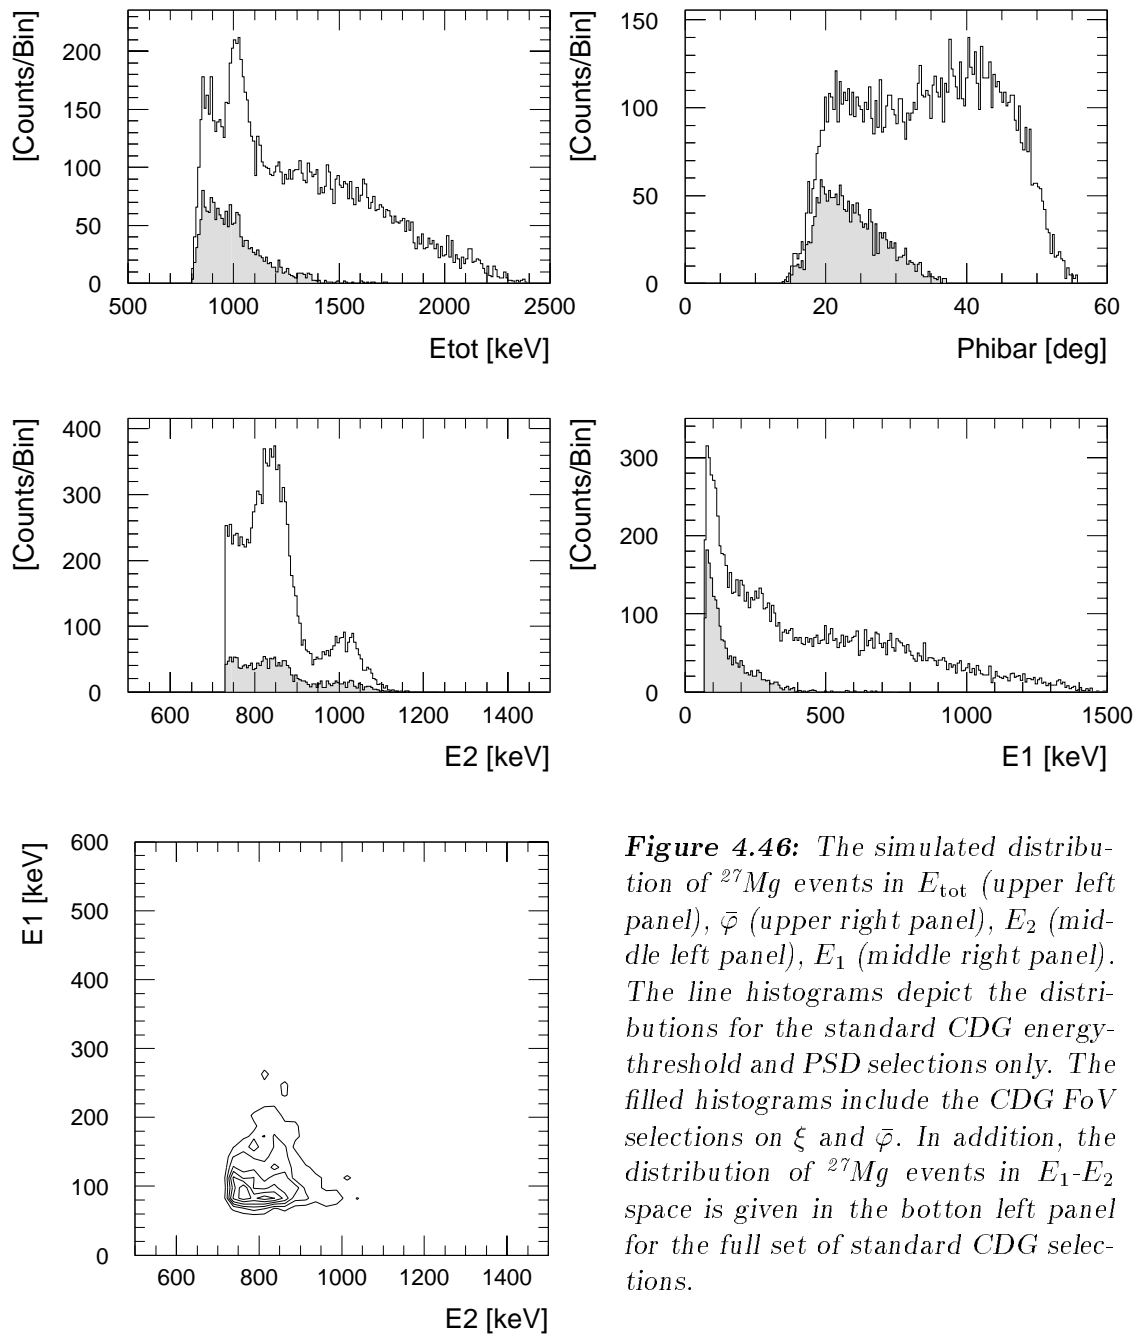 [Counts/Bin]
200
150
100
50
0
500
1000
1500
2000
2500
Etot [keV]
[Counts/Bin]
150
100
50
0
0
20
40
60
Phibar [deg]
[Counts/Bin]
400
300
200
100
0
600
800
1000
1200
1400
E2 [keV]
[Counts/Bin]
300
200
100
0
0
500
1000
1500
E1 [keV]
E1 [keV]
600
500
400
300
200
100
0
600
800
1000
1200
1400
E2 [keV]
Figure 4.46: The simulated distribu-
tion of ²⁷Mg events in E_tot (upper left
panel), φ̄ (upper right panel), E₂ (mid-
dle left panel), E₁ (middle right panel).
The line histograms depict the distri-
butions for the standard CDG energy-
threshold and PSD selections only. The
filled histograms include the CDG FoV
selections on ξ and φ̄. In addition, the
distribution of ²⁷Mg events in E₁-E₂
space is given in the botton left panel
for the full set of standard CDG selec-
tions.